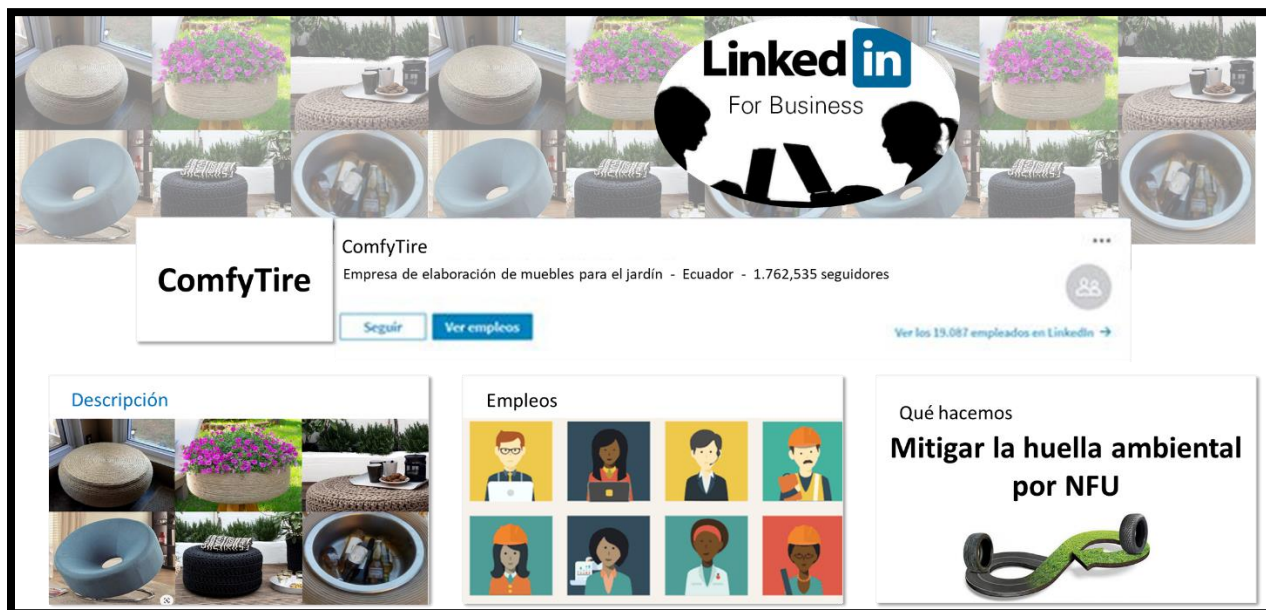 Linked in
For Business
ComfyTire
ComfyTire
Empresa de elaboración de muebles para el jardín - Ecuador - 1.762,535 seguidores
Seguir
Ver empleos
Ver los 19.087 empleados en LinkedIn →
Descripción
Empleos
Qué hacemos
Mitigar la huella ambiental
por NFU